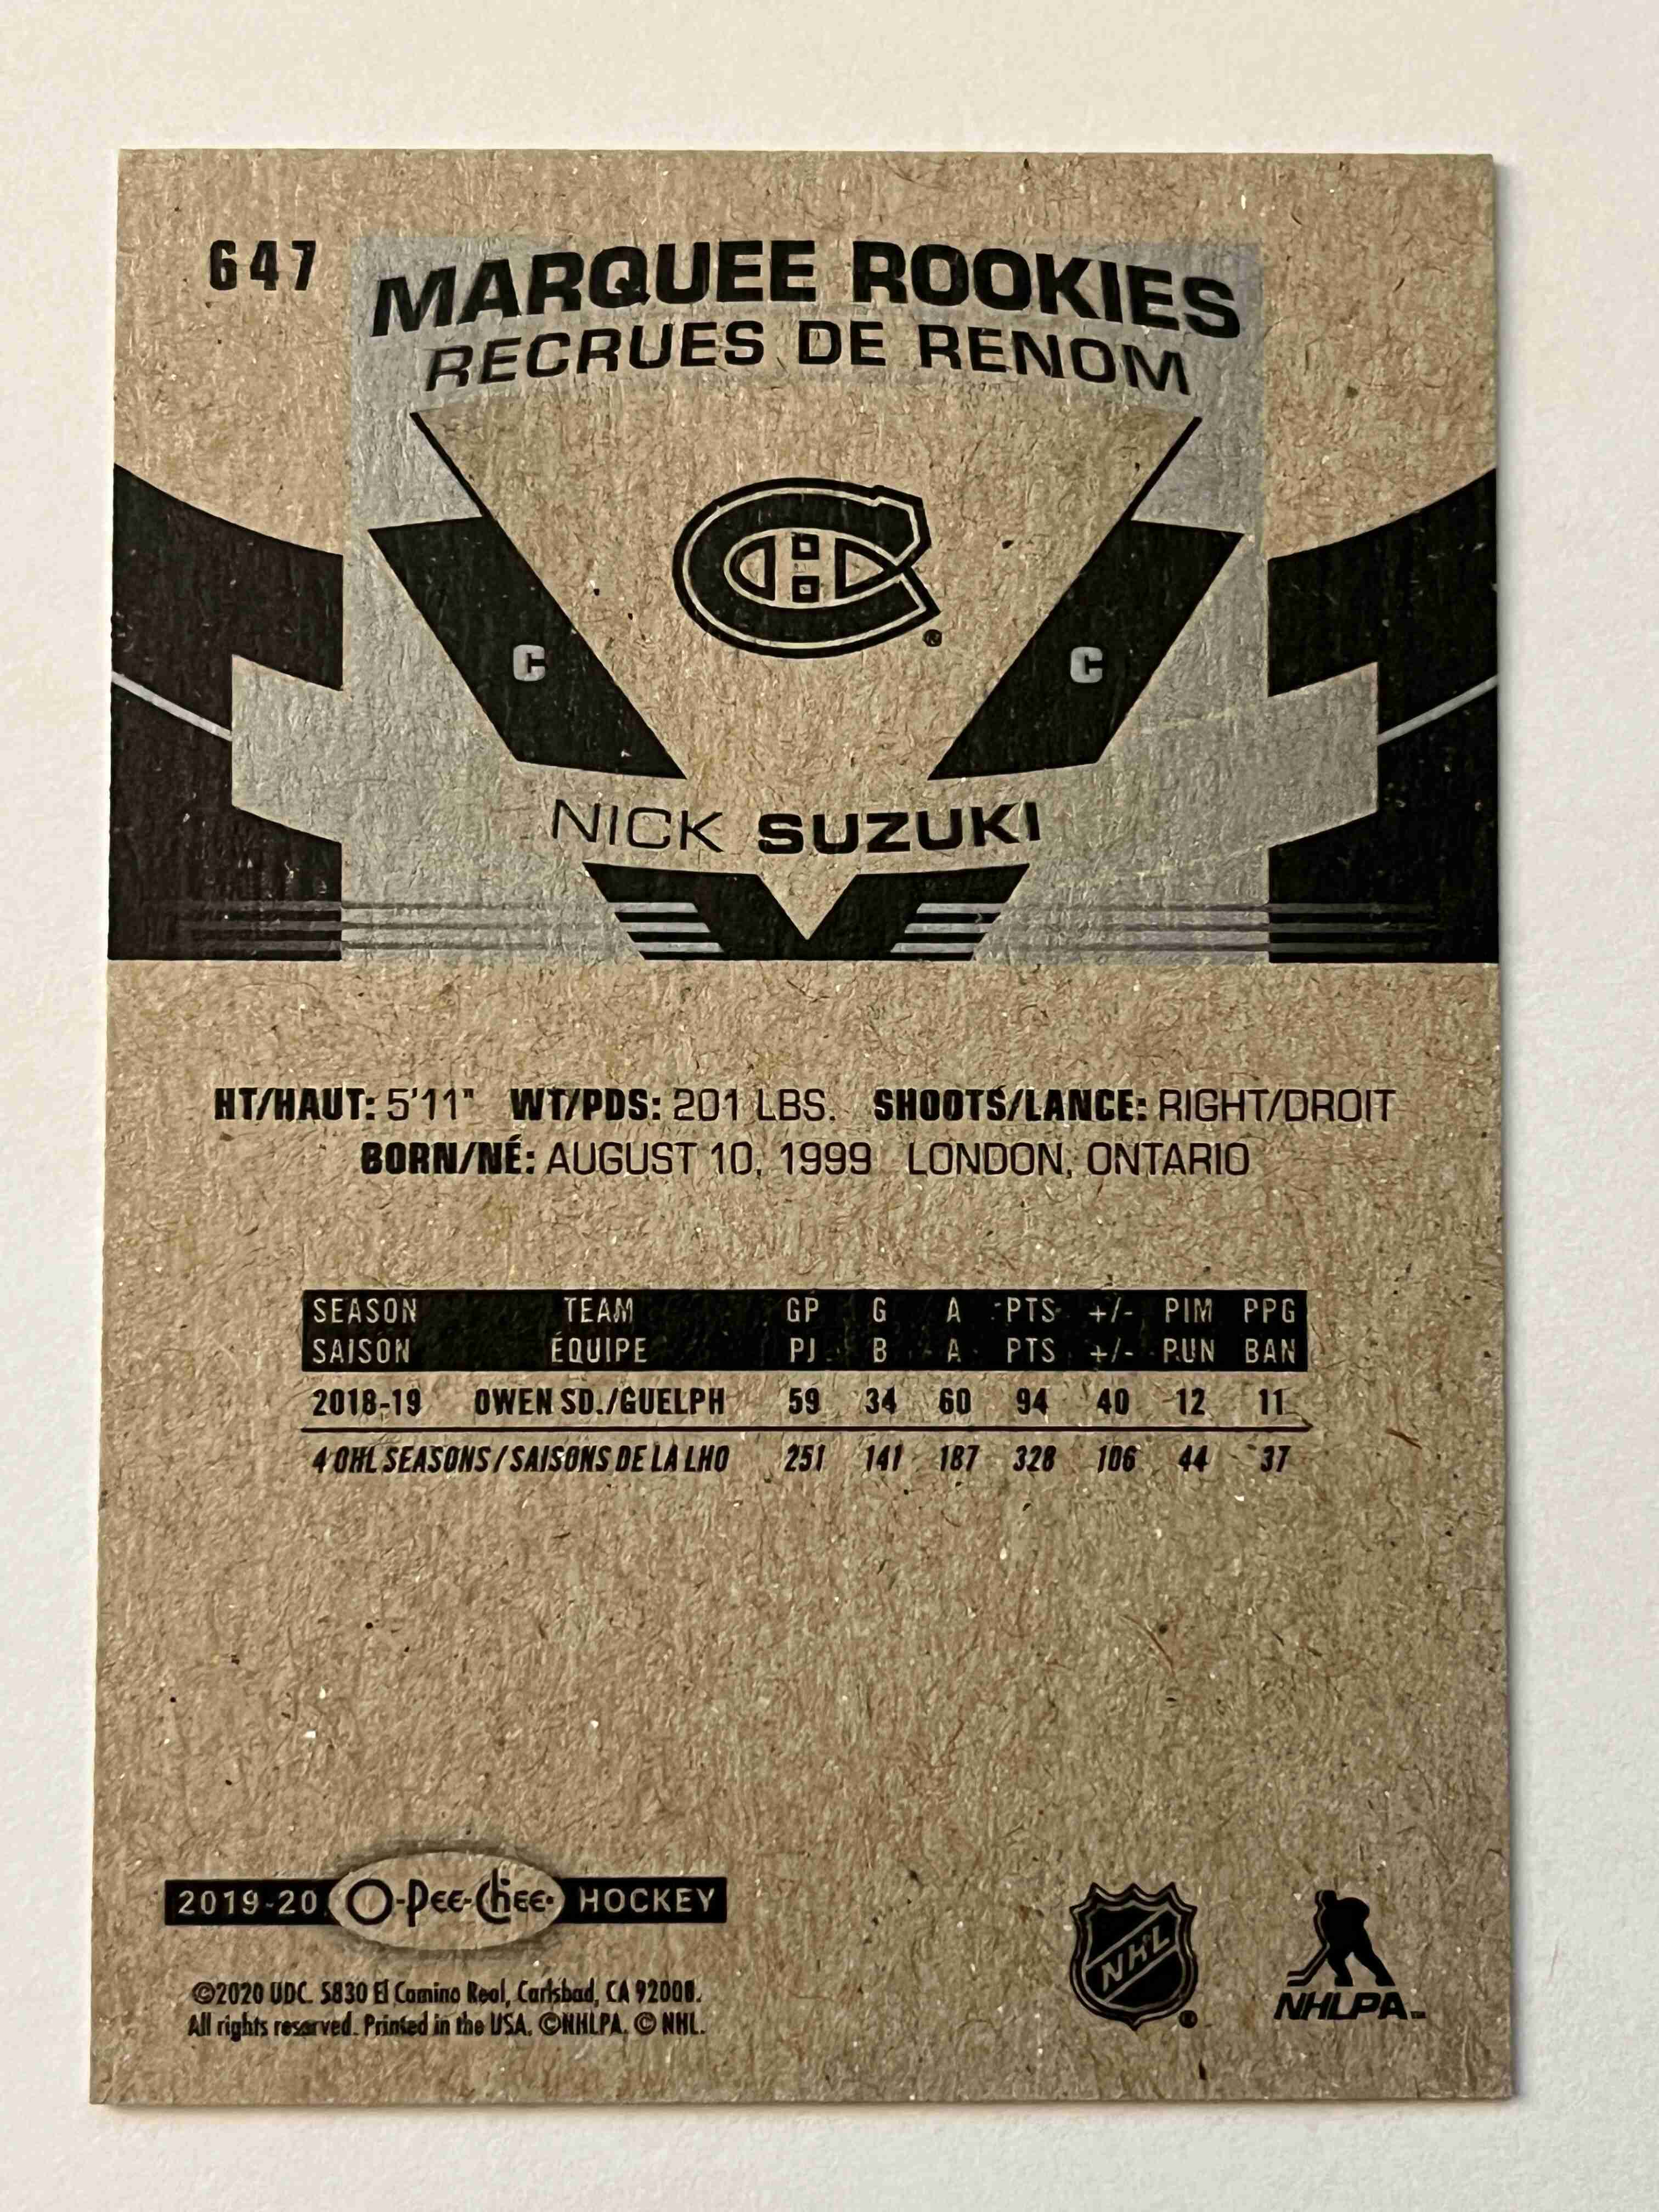 647
MARQUEE ROOKIES
RECRUES DE RENOM
C C
NICK SUZUKI
HT/HAUT: 5'11" WT/PDS: 201 LBS. SHOOTS/LANCE: RIGHT/DROIT
BORN/NÉ: AUGUST 10, 1999 LONDON, ONTARIO
SEASON TEAM GP G A PTS +/- PIM PPG
SAISON ÉQUIPE PJ B A PTS +/- PUN BAN
2018-19 OWEN SD./GUELPH 59 34 60 94 40 12 11
4 OHL SEASONS / SAISONS DE LA LHO 251 141 187 328 106 44 37
2019-20 O-PEE-CHEE HOCKEY
©2020 UDC. 5830 El Camino Real, Carlsbad, CA 92008.
All rights reserved. Printed in the USA. ©NHLPA. © NHL.
NHL ®
NHLPA™